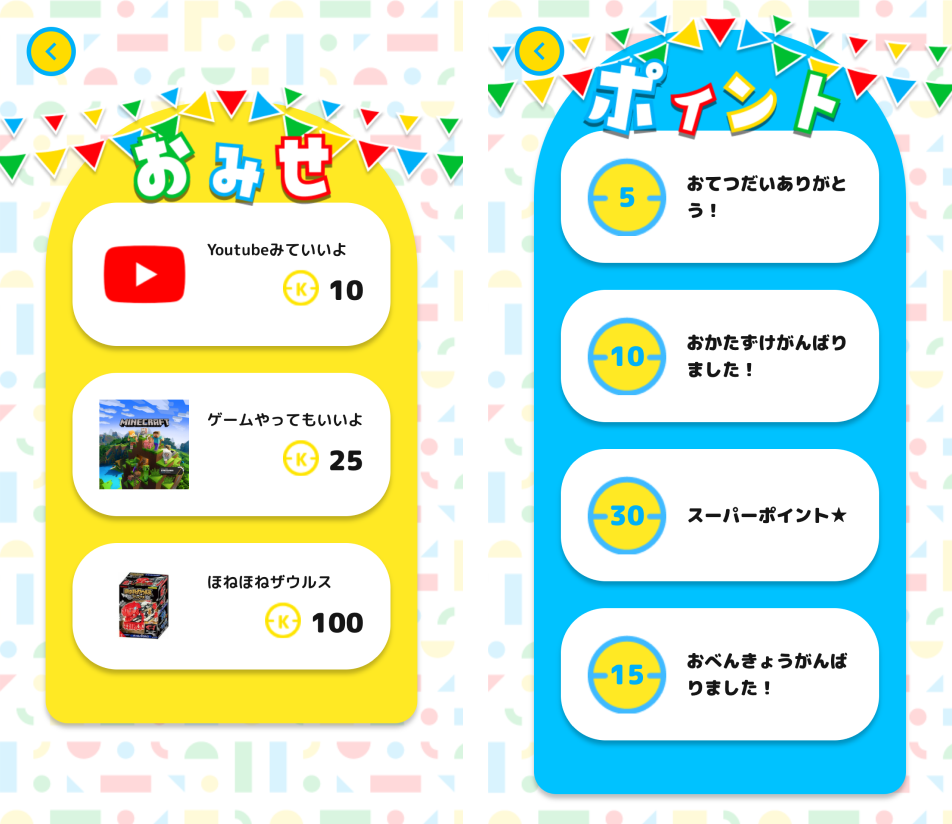 おみせ
Youtubeみていいよ
K 10
MINECRAFT
ゲームやってもいいよ
K 25
ほねほねザウルス
K 100
ポイント
5
おてつだいありがと
う！
10
おかたずけがんばり
ました！
30
スーパーポイント★
15
おべんきょうがんば
りました！